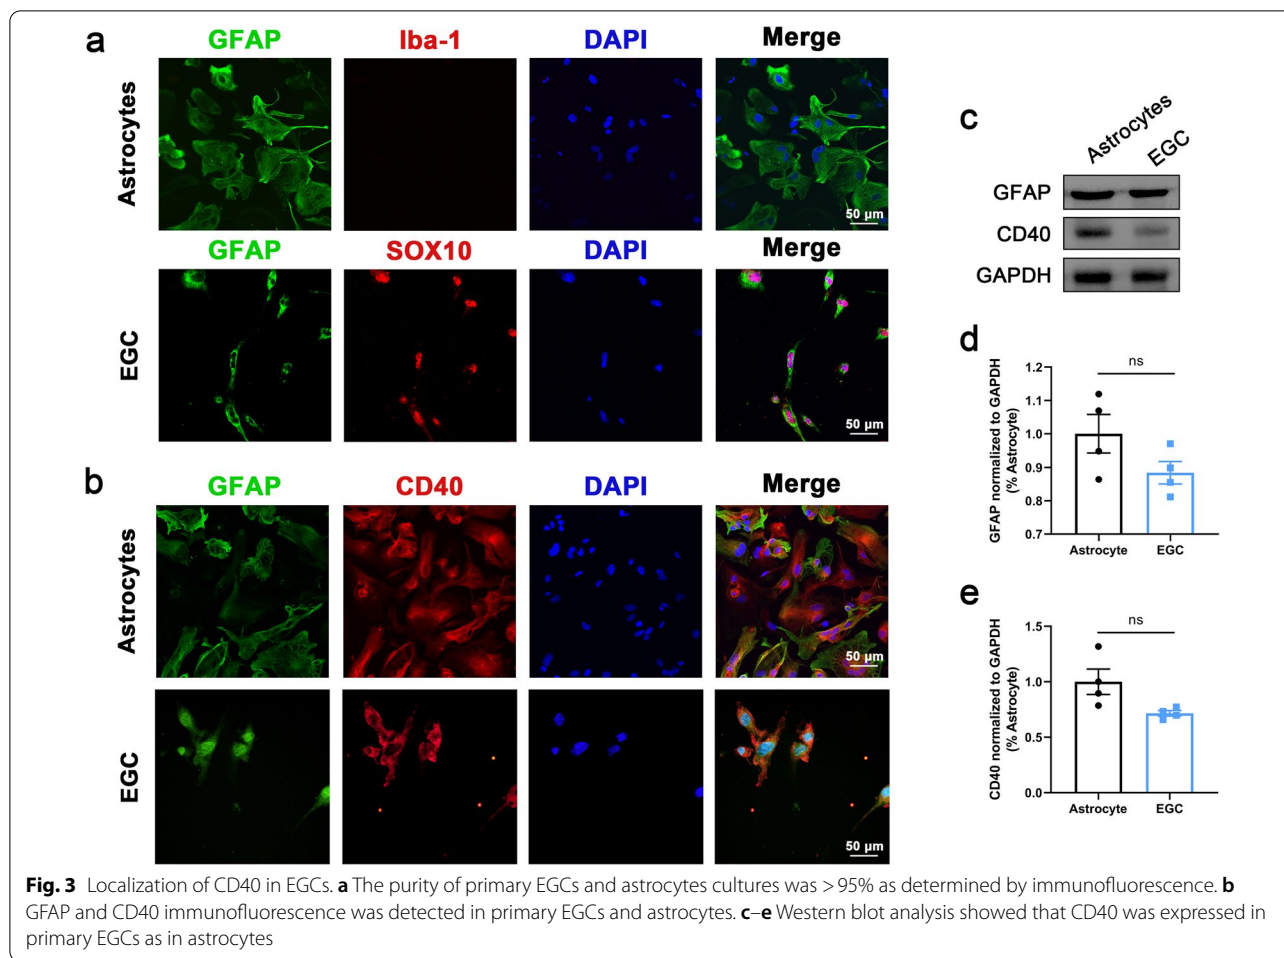 a
GFAP Iba-1 DAPI Merge
Astrocytes
50 µm
GFAP SOX10 DAPI Merge
EGC
50 µm
b
GFAP CD40 DAPI Merge
Astrocytes
50 µm
EGC
50 µm
c
Astrocytes EGC
GFAP
CD40
GAPDH
d
GFAP normalized to GAPDH
(% Astrocyte)
1.2
1.1
1.0
0.9
0.8
0.7
ns
Astrocyte EGC
e
CD40 normalized to GAPDH
(% Astrocyte)
1.5
1.0
0.5
0.0
ns
Astrocyte EGC
Fig. 3 Localization of CD40 in EGCs. a The purity of primary EGCs and astrocytes cultures was > 95% as determined by immunofluorescence. b
GFAP and CD40 immunofluorescence was detected in primary EGCs and astrocytes. c–e Western blot analysis showed that CD40 was expressed in
primary EGCs as in astrocytes